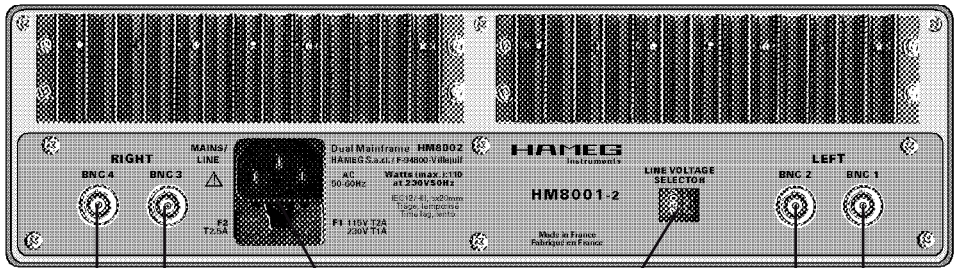 RIGHT
BNC 4
BNC 3
MAINS/
LINE
F2
T2.5A
Dual Mainframe HM8002
HAMEG S.a.r.l. / F-94800-Villejuif
AC
50-60Hz
Watts (max.):110
at 230V50Hz
F1 115V T2A
230V T1A
HAMEG
Instruments
HM8001-2
Made in France
Fabriqué en France
LINE VOLTAGE
SELECTOR
LEFT
BNC 2
BNC 1